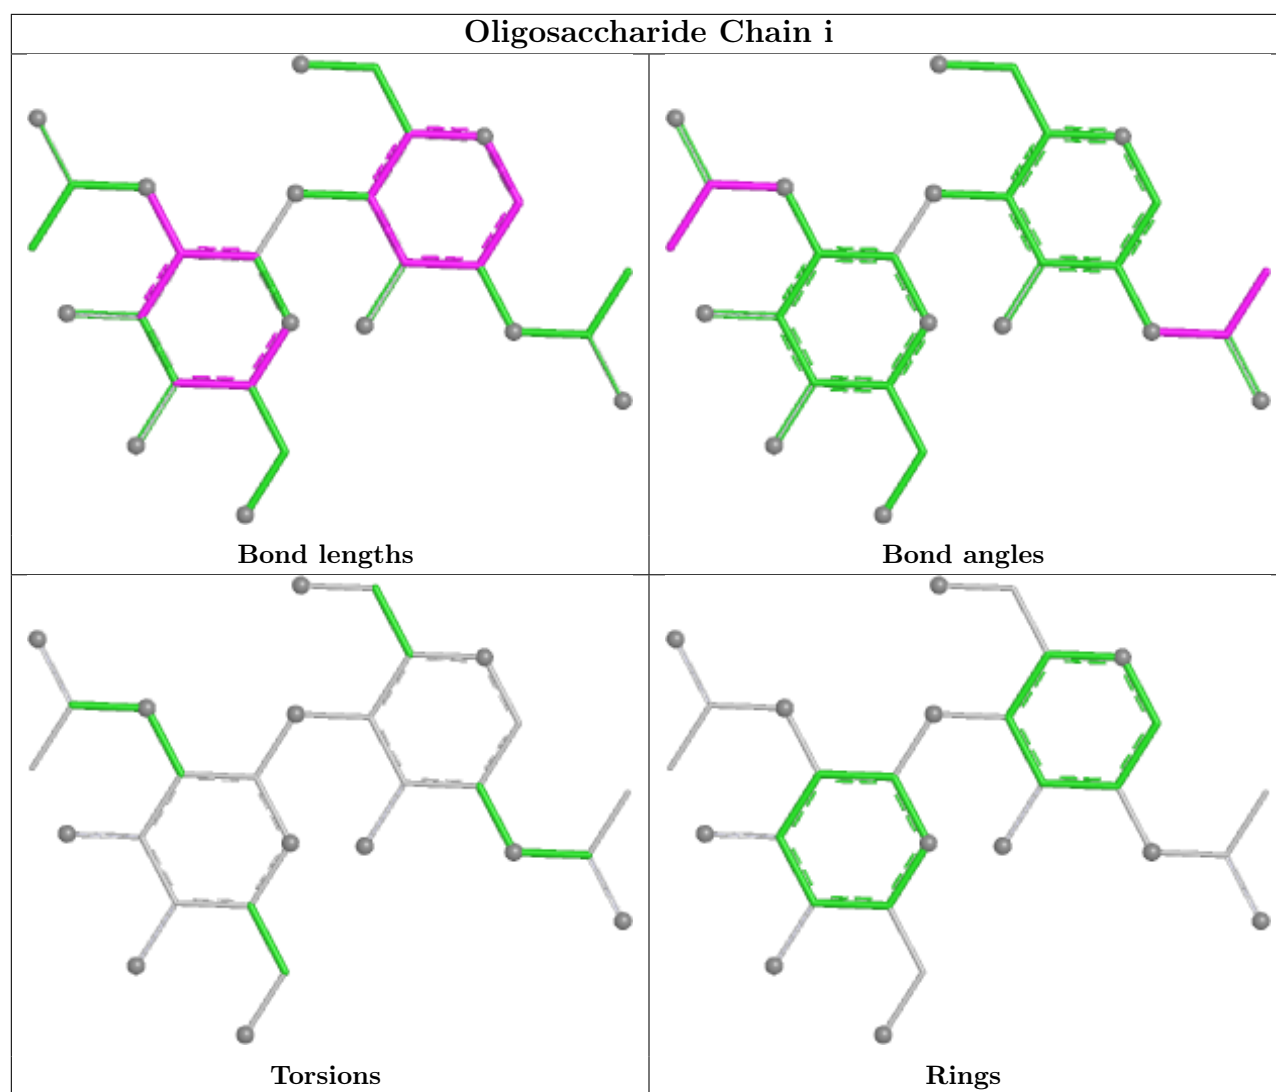 Oligosaccharide Chain i
Bond lengths
Bond angles
Torsions
Rings